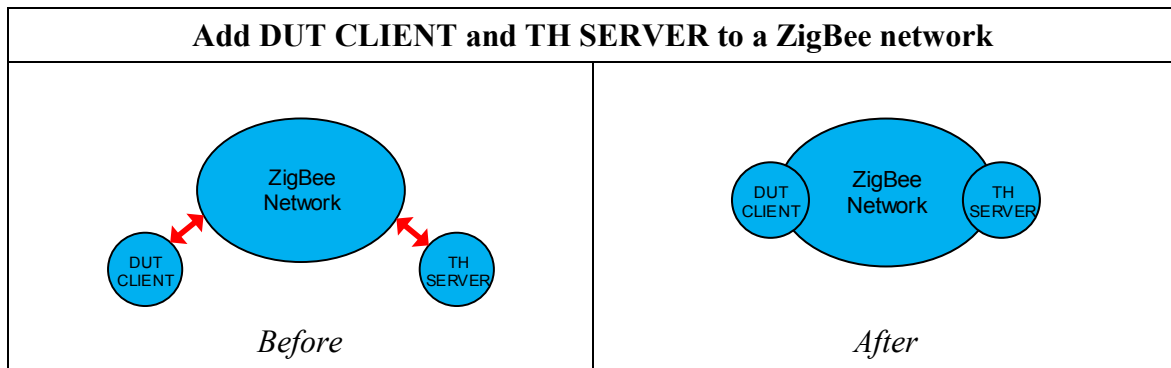 Add DUT CLIENT and TH SERVER to a ZigBee network
ZigBee
Network
DUT
CLIENT
TH
SERVER
Before
ZigBee
Network
DUT
CLIENT
TH
SERVER
After